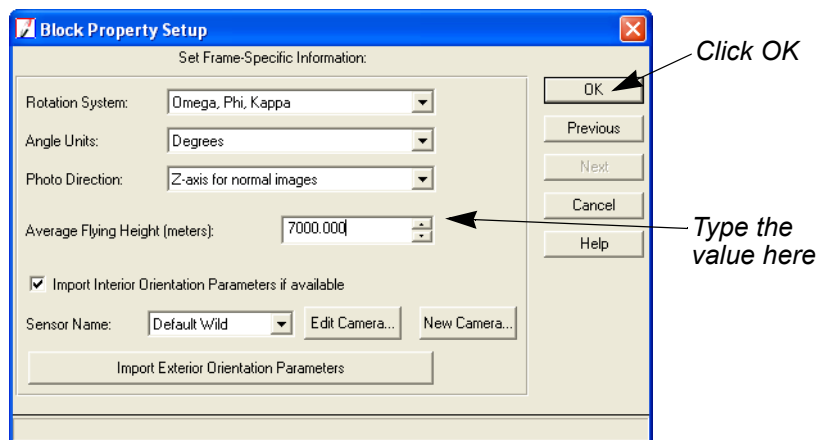 Block Property Setup
Set Frame-Specific Information:
Rotation System: Omega, Phi, Kappa
Angle Units: Degrees
Photo Direction: Z-axis for normal images
Average Flying Height (meters): 7000.000
Import Interior Orientation Parameters if available
Sensor Name: Default Wild Edit Camera... New Camera...
Import Exterior Orientation Parameters
OK
Previous
Next
Cancel
Help
Click OK
Type the
value here